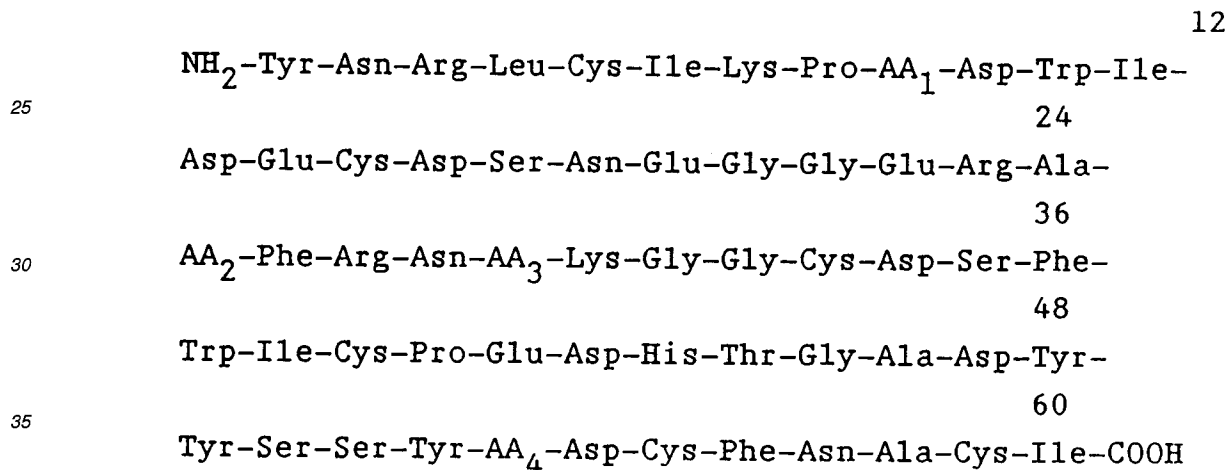 12
NH₂-Tyr-Asn-Arg-Leu-Cys-Ile-Lys-Pro-AA₁-Asp-Trp-Ile-
25
24
Asp-Glu-Cys-Asp-Ser-Asn-Glu-Gly-Gly-Glu-Arg-Ala-
36
30 AA₂-Phe-Arg-Asn-AA₃-Lys-Gly-Gly-Cys-Asp-Ser-Phe-
48
Trp-Ile-Cys-Pro-Glu-Asp-His-Thr-Gly-Ala-Asp-Tyr-
60
35
Tyr-Ser-Ser-Tyr-AA₄-Asp-Cys-Phe-Asn-Ala-Cys-Ile-COOH